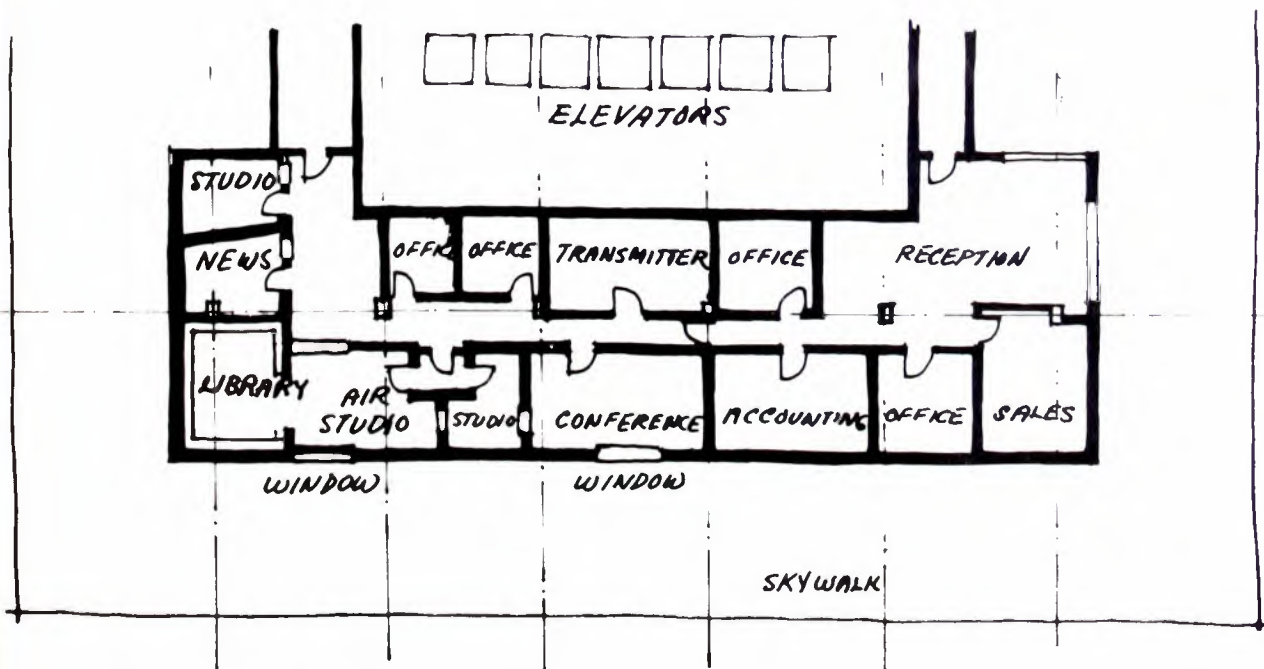 ELEVATORS
STUDIO
NEWS
OFFICE
OFFICE
TRANSMITTER
OFFICE
RECEPTION
LIBRARY
AIR
STUDIO
STUDIO
CONFERENCE
ACCOUNTING
OFFICE
SALES
WINDOW
WINDOW
SKYWALK